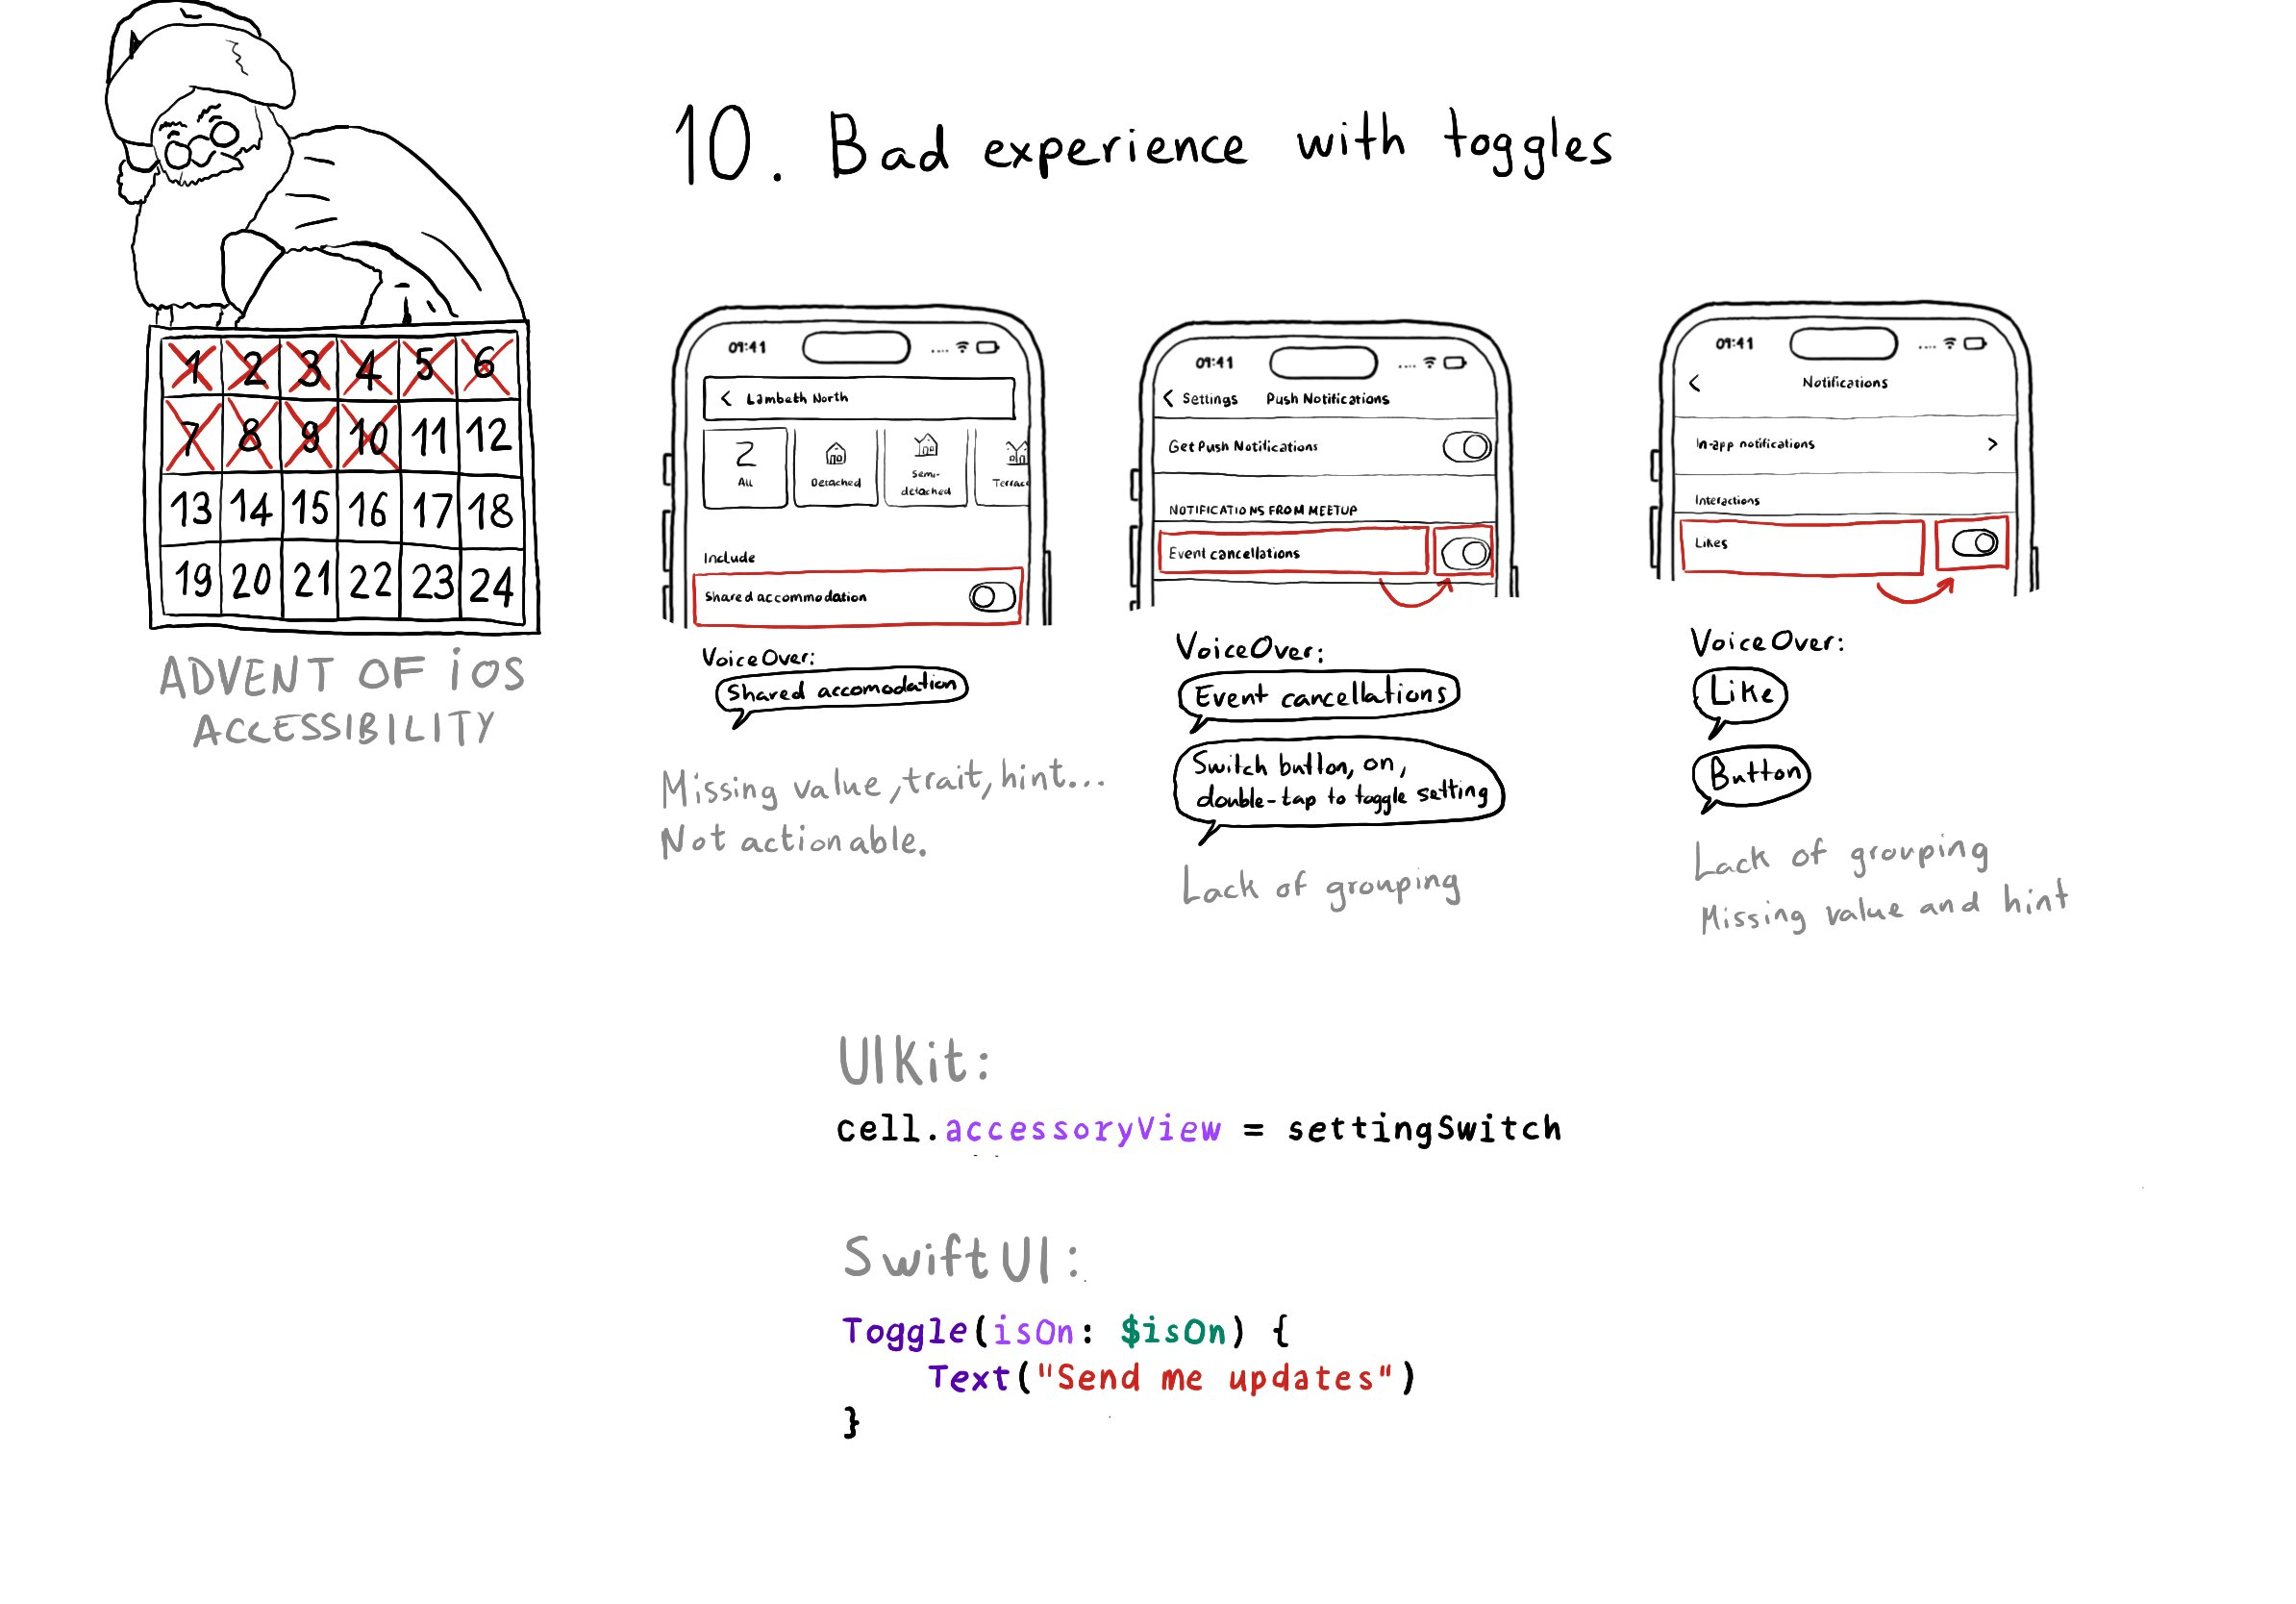 10. Bad experience with toggles
1 2 3 4 5 6
7 8 9 10 11 12
13 14 15 16 17 18
19 20 21 22 23 24
ADVENT OF iOS
ACCESSIBILITY
09:41
< Lambeth North
2
All
Detached
Semi-
detached
Terrac
Include
Shared accommodation
VoiceOver:
Shared accomodation
Missing value, trait, hint...
Not actionable.
09:41
< Settings Push Notifications
Get Push Notifications
NOTIFICATIONS FROM MEETUP
Event cancellations
VoiceOver:
Event cancellations
Switch button, on,
double-tap to toggle setting
Lack of grouping
09:41
< Notifications
In-app notifications >
Interactions
Likes
VoiceOver:
Like
Button
Lack of grouping
Missing value and hint
UIKit:
cell.accessoryView = settingSwitch
SwiftUI:
Toggle(isOn: $isOn) {
Text("Send me updates")
}